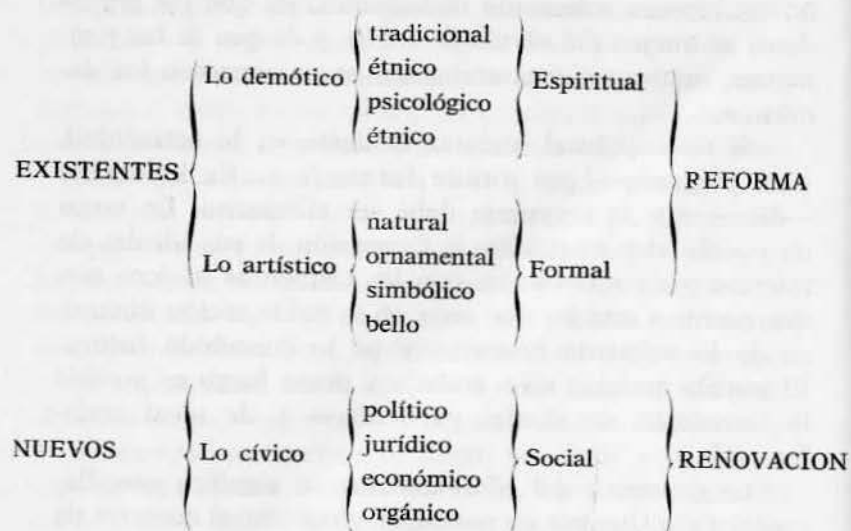 tradicional
Lo demótico étnico Espiritual
psicológico
étnico
EXISTENTES REFORMA
natural
Lo artístico ornamental Formal
simbólico
bello
político
NUEVOS Lo cívico jurídico Social RENOVACION
económico
orgánico